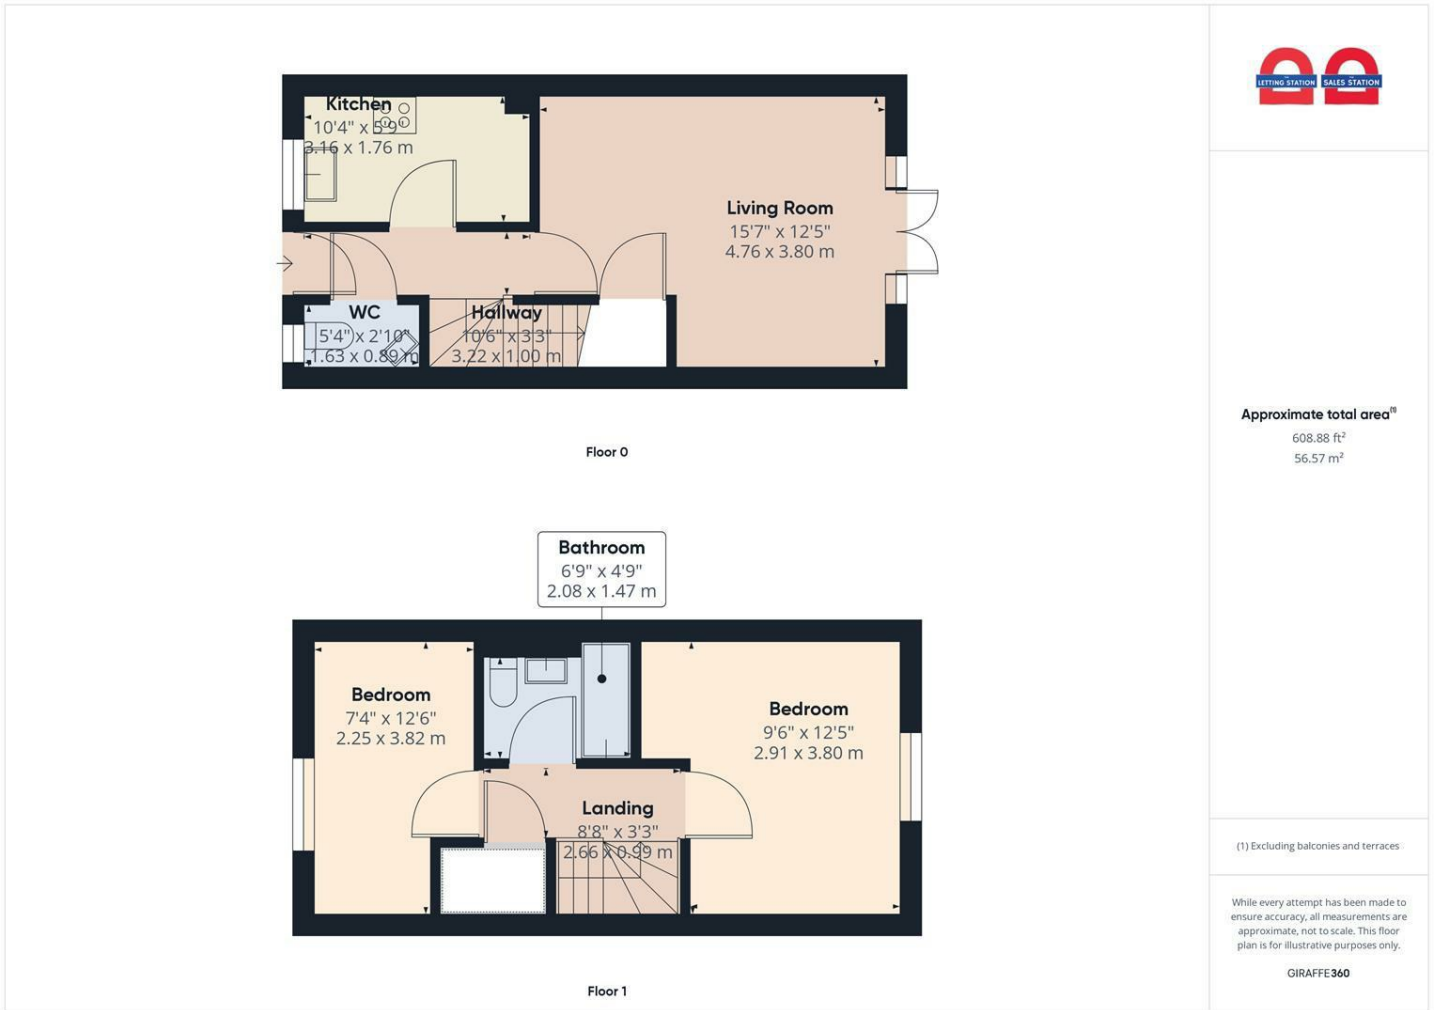 Kitchen
10'4" x 5'9"
3.16 x 1.76 m
Living Room
15'7" x 12'5"
4.76 x 3.80 m
WC
5'4" x 2'10"
1.63 x 0.89 m
Hallway
10'6" x 3'3"
3.22 x 1.00 m
Floor 0
Bathroom
6'9" x 4'9"
2.08 x 1.47 m
Bedroom
7'4" x 12'6"
2.25 x 3.82 m
Bedroom
9'6" x 12'5"
2.91 x 3.80 m
Landing
8'8" x 3'3"
2.66 x 0.99 m
Floor 1
LETTING STATION
SALES STATION
Approximate total area(1)
608.88 ft²
56.57 m²
(1) Excluding balconies and terraces
While every attempt has been made to
ensure accuracy, all measurements are
approximate, not to scale. This floor
plan is for illustrative purposes only.
GIRAFFE360